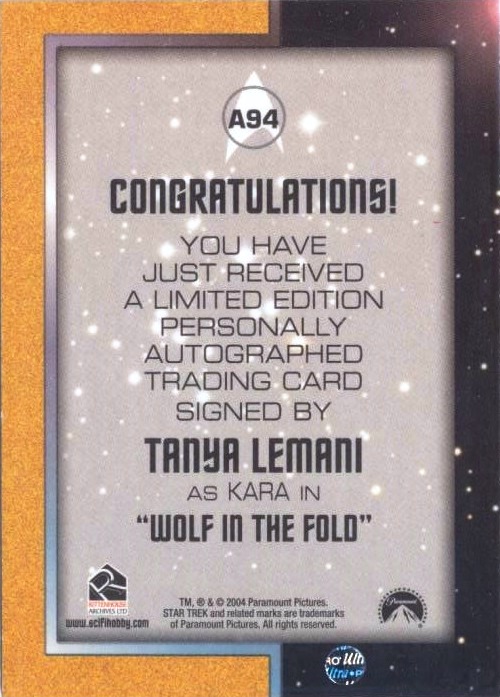 A94
CONGRATULATIONS!
YOU HAVE
JUST RECEIVED
A LIMITED EDITION
PERSONALLY
AUTOGRAPHED
TRADING CARD
SIGNED BY
TANYA LEMANI
AS KARA IN
"WOLF IN THE FOLD"
RITTENHOUSE
ARCHIVES LTD
www.scifihobby.com
TM, ® & © 2004 Paramount Pictures.
STAR TREK and related marks are trademarks
of Paramount Pictures. All rights reserved.
Paramount